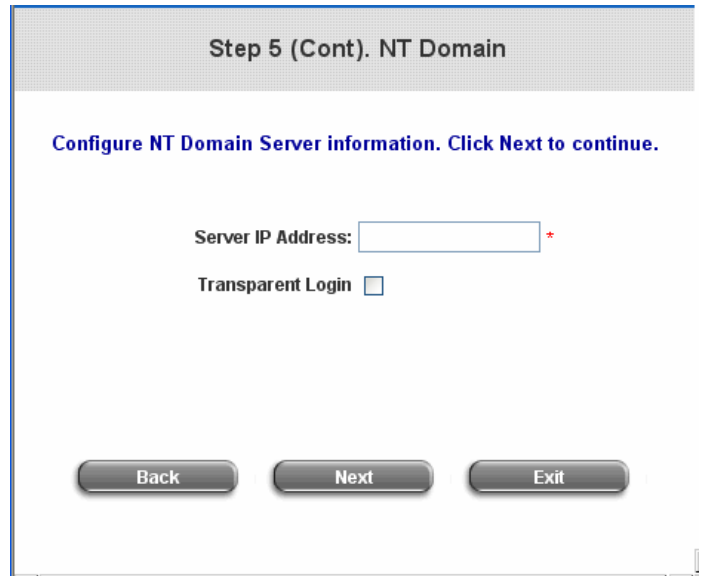 Step 5 (Cont). NT Domain
Configure NT Domain Server information. Click Next to continue.
Server IP Address: *
Transparent Login
Back Next Exit